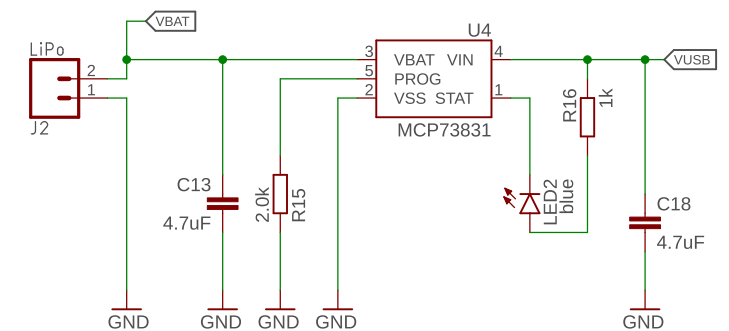 VBAT
LiPo
2
1
J2
U4
3
VBAT
VIN
4
5
PROG
2
VSS
STAT
1
MCP73831
VUSB
R16
1k
C13
4.7uF
2.0k
R15
LED2
blue
C18
4.7uF
GND
GND
GND
GND
GND